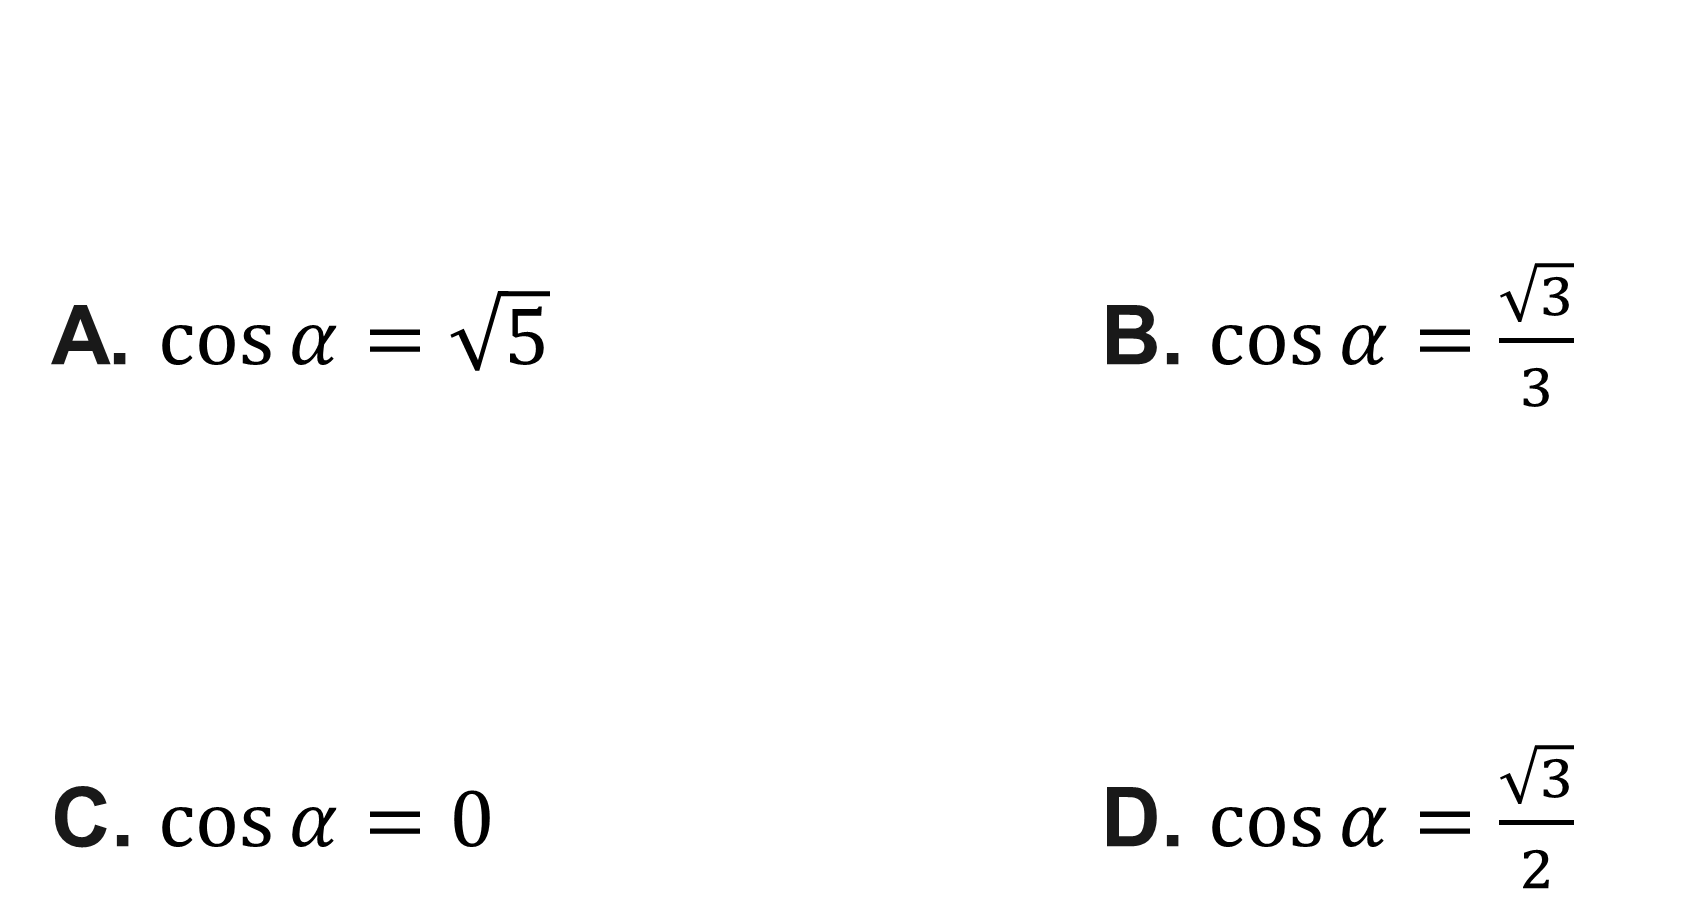 A. cos α = √5
B. cos α = √3/3
C. cos α = 0
D. cos α = √3/2